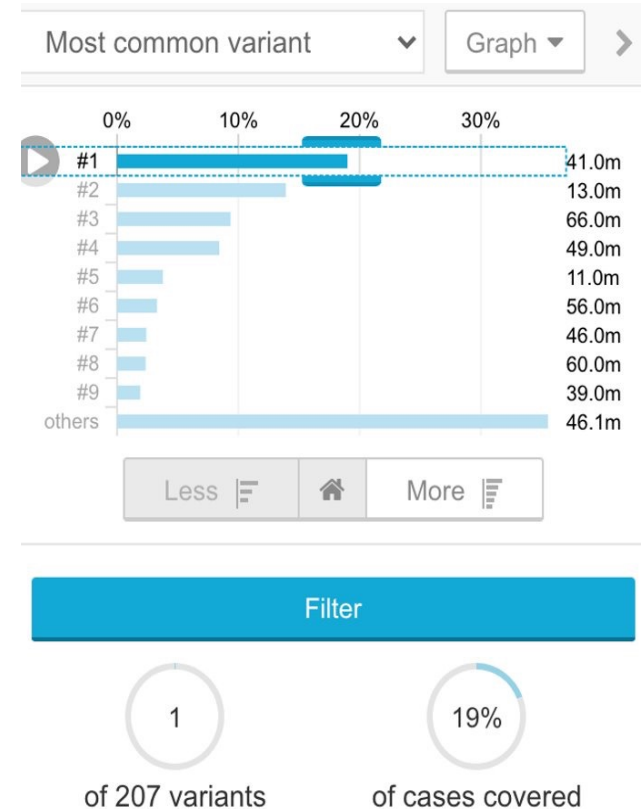 Most common variant Graph
0% 10% 20% 30%
#1 41.0m
#2 13.0m
#3 66.0m
#4 49.0m
#5 11.0m
#6 56.0m
#7 46.0m
#8 60.0m
#9 39.0m
others 46.1m
Less More
Filter
1 19%
of 207 variants of cases covered